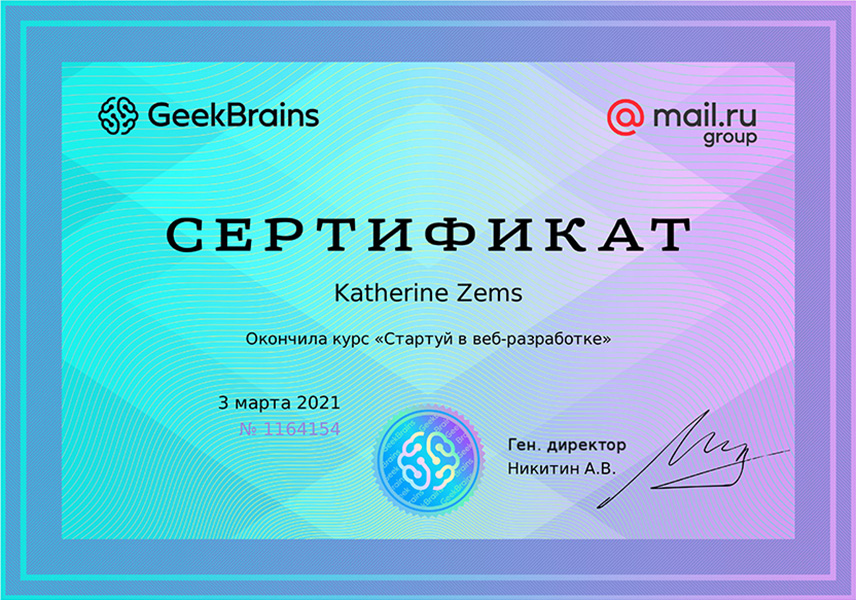 GeekBrains
@ mail.ru
group
СЕРТИФИКАТ
Katherine Zems
Окончила курс «Стартуй в веб-разработке»
3 марта 2021
№ 1164154
Ген. директор
Никитин А.В.